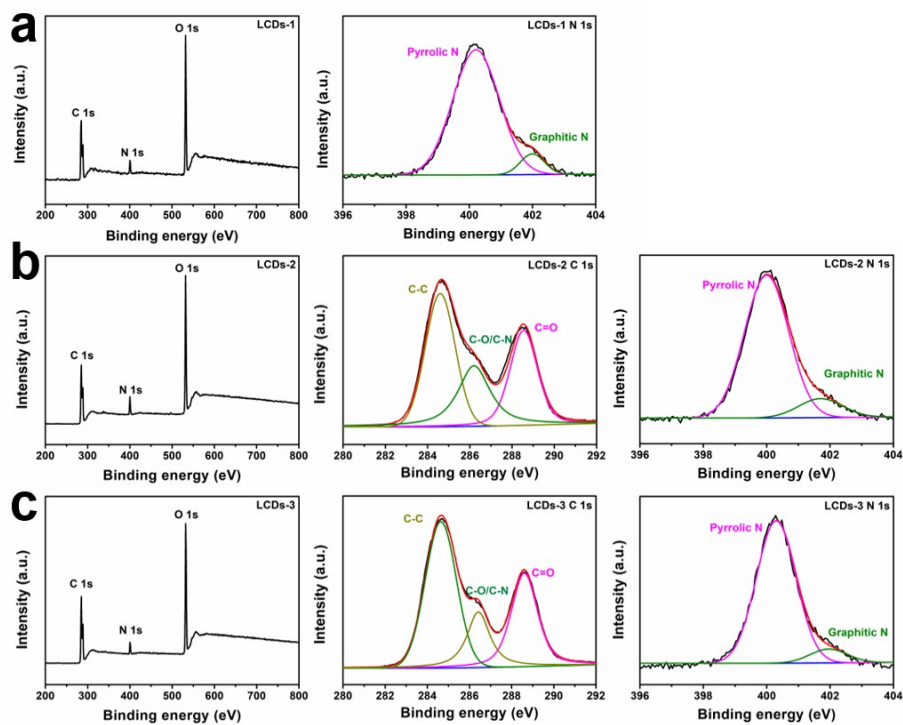 a
LCDs-1
O 1s
C 1s
N 1s
Intensity (a.u.)
200 300 400 500 600 700 800
Binding energy (eV)
LCDs-1 N 1s
Pyrrolic N
Graphitic N
Intensity (a.u.)
396 398 400 402 404
Binding energy (eV)
b
LCDs-2
O 1s
C 1s
N 1s
Intensity (a.u.)
200 300 400 500 600 700 800
Binding energy (eV)
LCDs-2 C 1s
C-C
C-O/C-N
C=O
Intensity (a.u.)
280 282 284 286 288 290 292
Binding energy (eV)
LCDs-2 N 1s
Pyrrolic N
Graphitic N
Intensity (a.u.)
396 398 400 402 404
Binding energy (eV)
c
LCDs-3
O 1s
C 1s
N 1s
Intensity (a.u.)
200 300 400 500 600 700 800
Binding energy (eV)
LCDs-3 C 1s
C-C
C-O/C-N
C=O
Intensity (a.u.)
280 282 284 286 288 290 292
Binding energy (eV)
LCDs-3 N 1s
Pyrrolic N
Graphitic N
Intensity (a.u.)
396 398 400 402 404
Binding energy (eV)